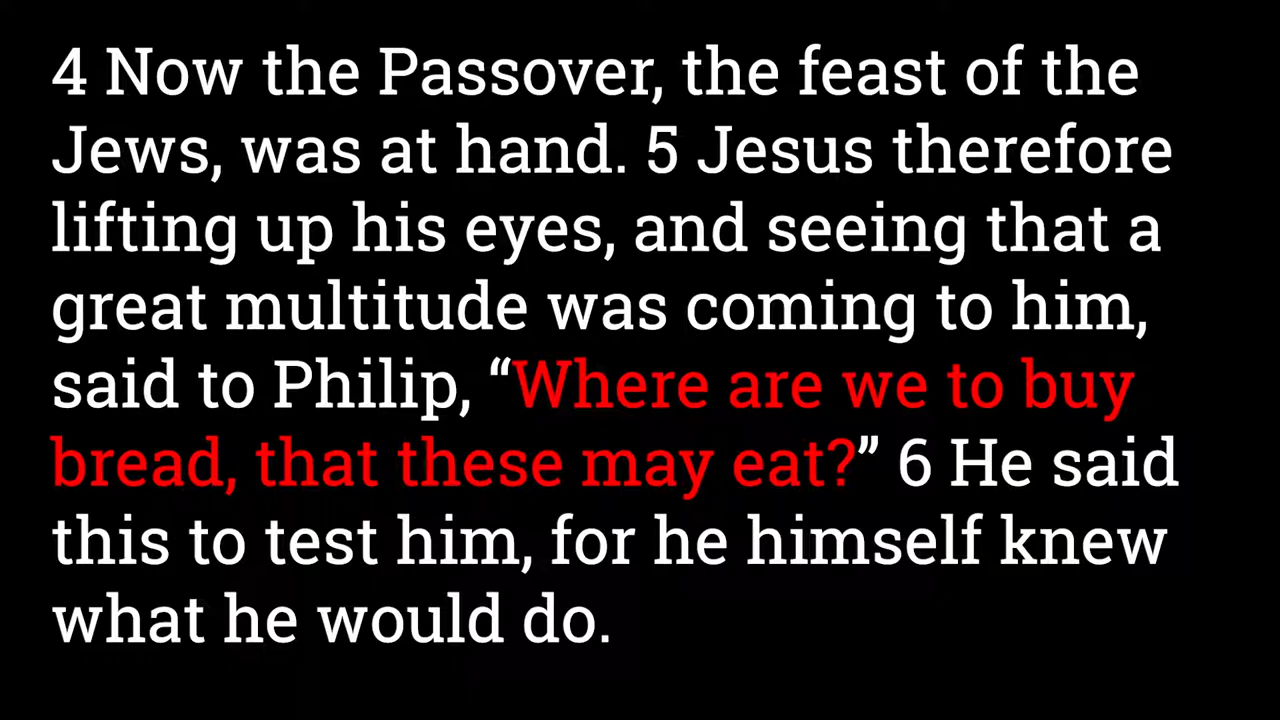 4 Now the Passover, the feast of the
Jews, was at hand. 5 Jesus therefore
lifting up his eyes, and seeing that a
great multitude was coming to him,
said to Philip, “Where are we to buy
bread, that these may eat?” 6 He said
this to test him, for he himself knew
what he would do.